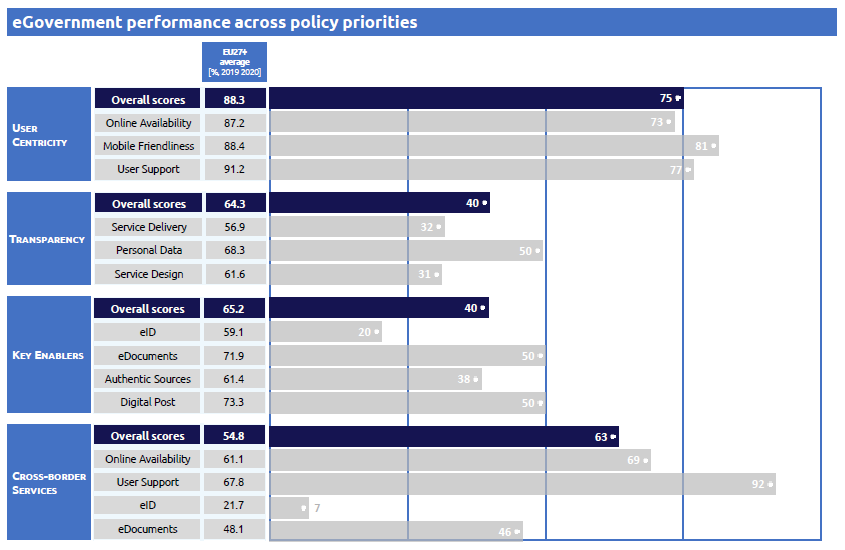 eGovernment performance across policy priorities
EU27+
average
[%, 2019 2020]
USER
CENTRICITY
Overall scores 88.3 75
Online Availability 87.2 73
Mobile Friendliness 88.4 81
User Support 91.2 77
TRANSPARENCY
Overall scores 64.3 40
Service Delivery 56.9 32
Personal Data 68.3 50
Service Design 61.6 31
KEY ENABLERS
Overall scores 65.2 40
eID 59.1 20
eDocuments 71.9 50
Authentic Sources 61.4 38
Digital Post 73.3 50
CROSS-BORDER
SERVICES
Overall scores 54.8 63
Online Availability 61.1 69
User Support 67.8 92
eID 21.7 7
eDocuments 48.1 46